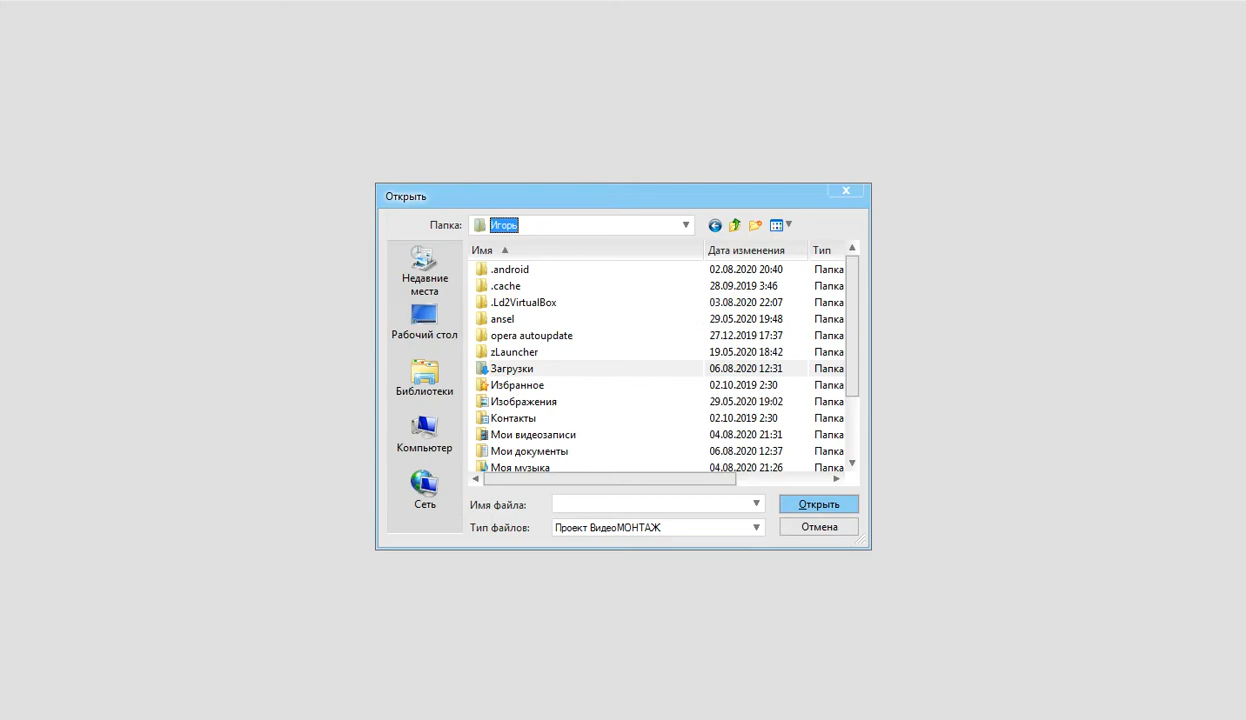 Открыть
x
Папка: Игорь
Имя Дата изменения Тип
.android 02.08.2020 20:40 Папка
.cache 28.09.2019 3:46 Папка
.Ld2VirtualBox 03.08.2020 22:07 Папка
ansel 29.05.2020 19:48 Папка
opera autoupdate 27.12.2019 17:37 Папка
zLauncher 19.05.2020 18:42 Папка
Загрузки 06.08.2020 12:31 Папка
Избранное 02.10.2019 2:30 Папка
Изображения 29.05.2020 19:02 Папка
Контакты 02.10.2019 2:30 Папка
Мои видеозаписи 04.08.2020 21:31 Папка
Мои документы 06.08.2020 12:37 Папка
Моя музыка 04.08.2020 21:26 Папка
Недавние
места
Рабочий стол
Библиотеки
Компьютер
Сеть
Имя файла: Открыть
Тип файлов: Проект ВидеоМОНТАЖ Отмена